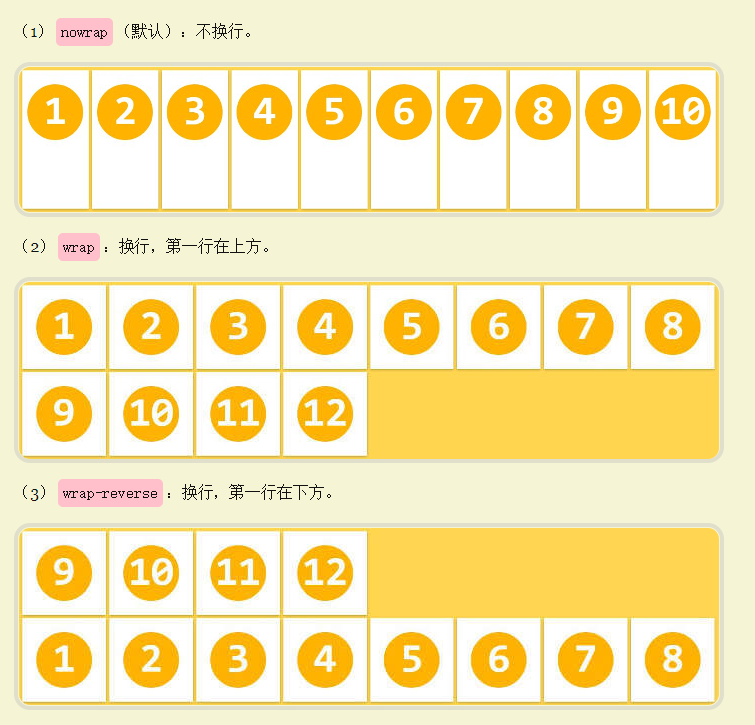 （1） nowrap （默认）：不换行。
1 2 3 4 5 6 7 8 9 10
（2） wrap ：换行，第一行在上方。
1 2 3 4 5 6 7 8
9 10 11 12
（3） wrap-reverse ：换行，第一行在下方。
9 10 11 12
1 2 3 4 5 6 7 8